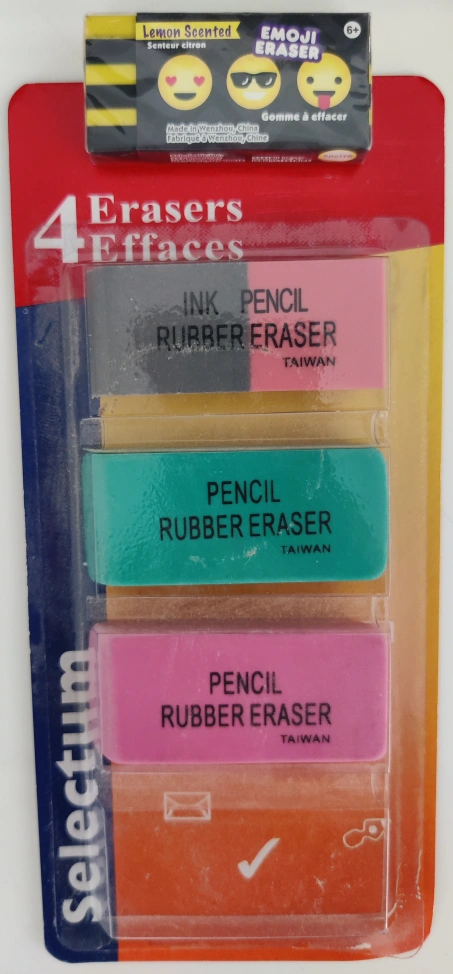 Lemon Scented
Senteur citron
EMOJI
ERASER
6+
Gomme à effacer
Made in Wenzhou, China
Fabriqué à Wenzhou, Chine
4 Erasers
Effaces
INK PENCIL
RUBBER ERASER
TAIWAN
PENCIL
RUBBER ERASER
TAIWAN
PENCIL
RUBBER ERASER
TAIWAN
Selectum